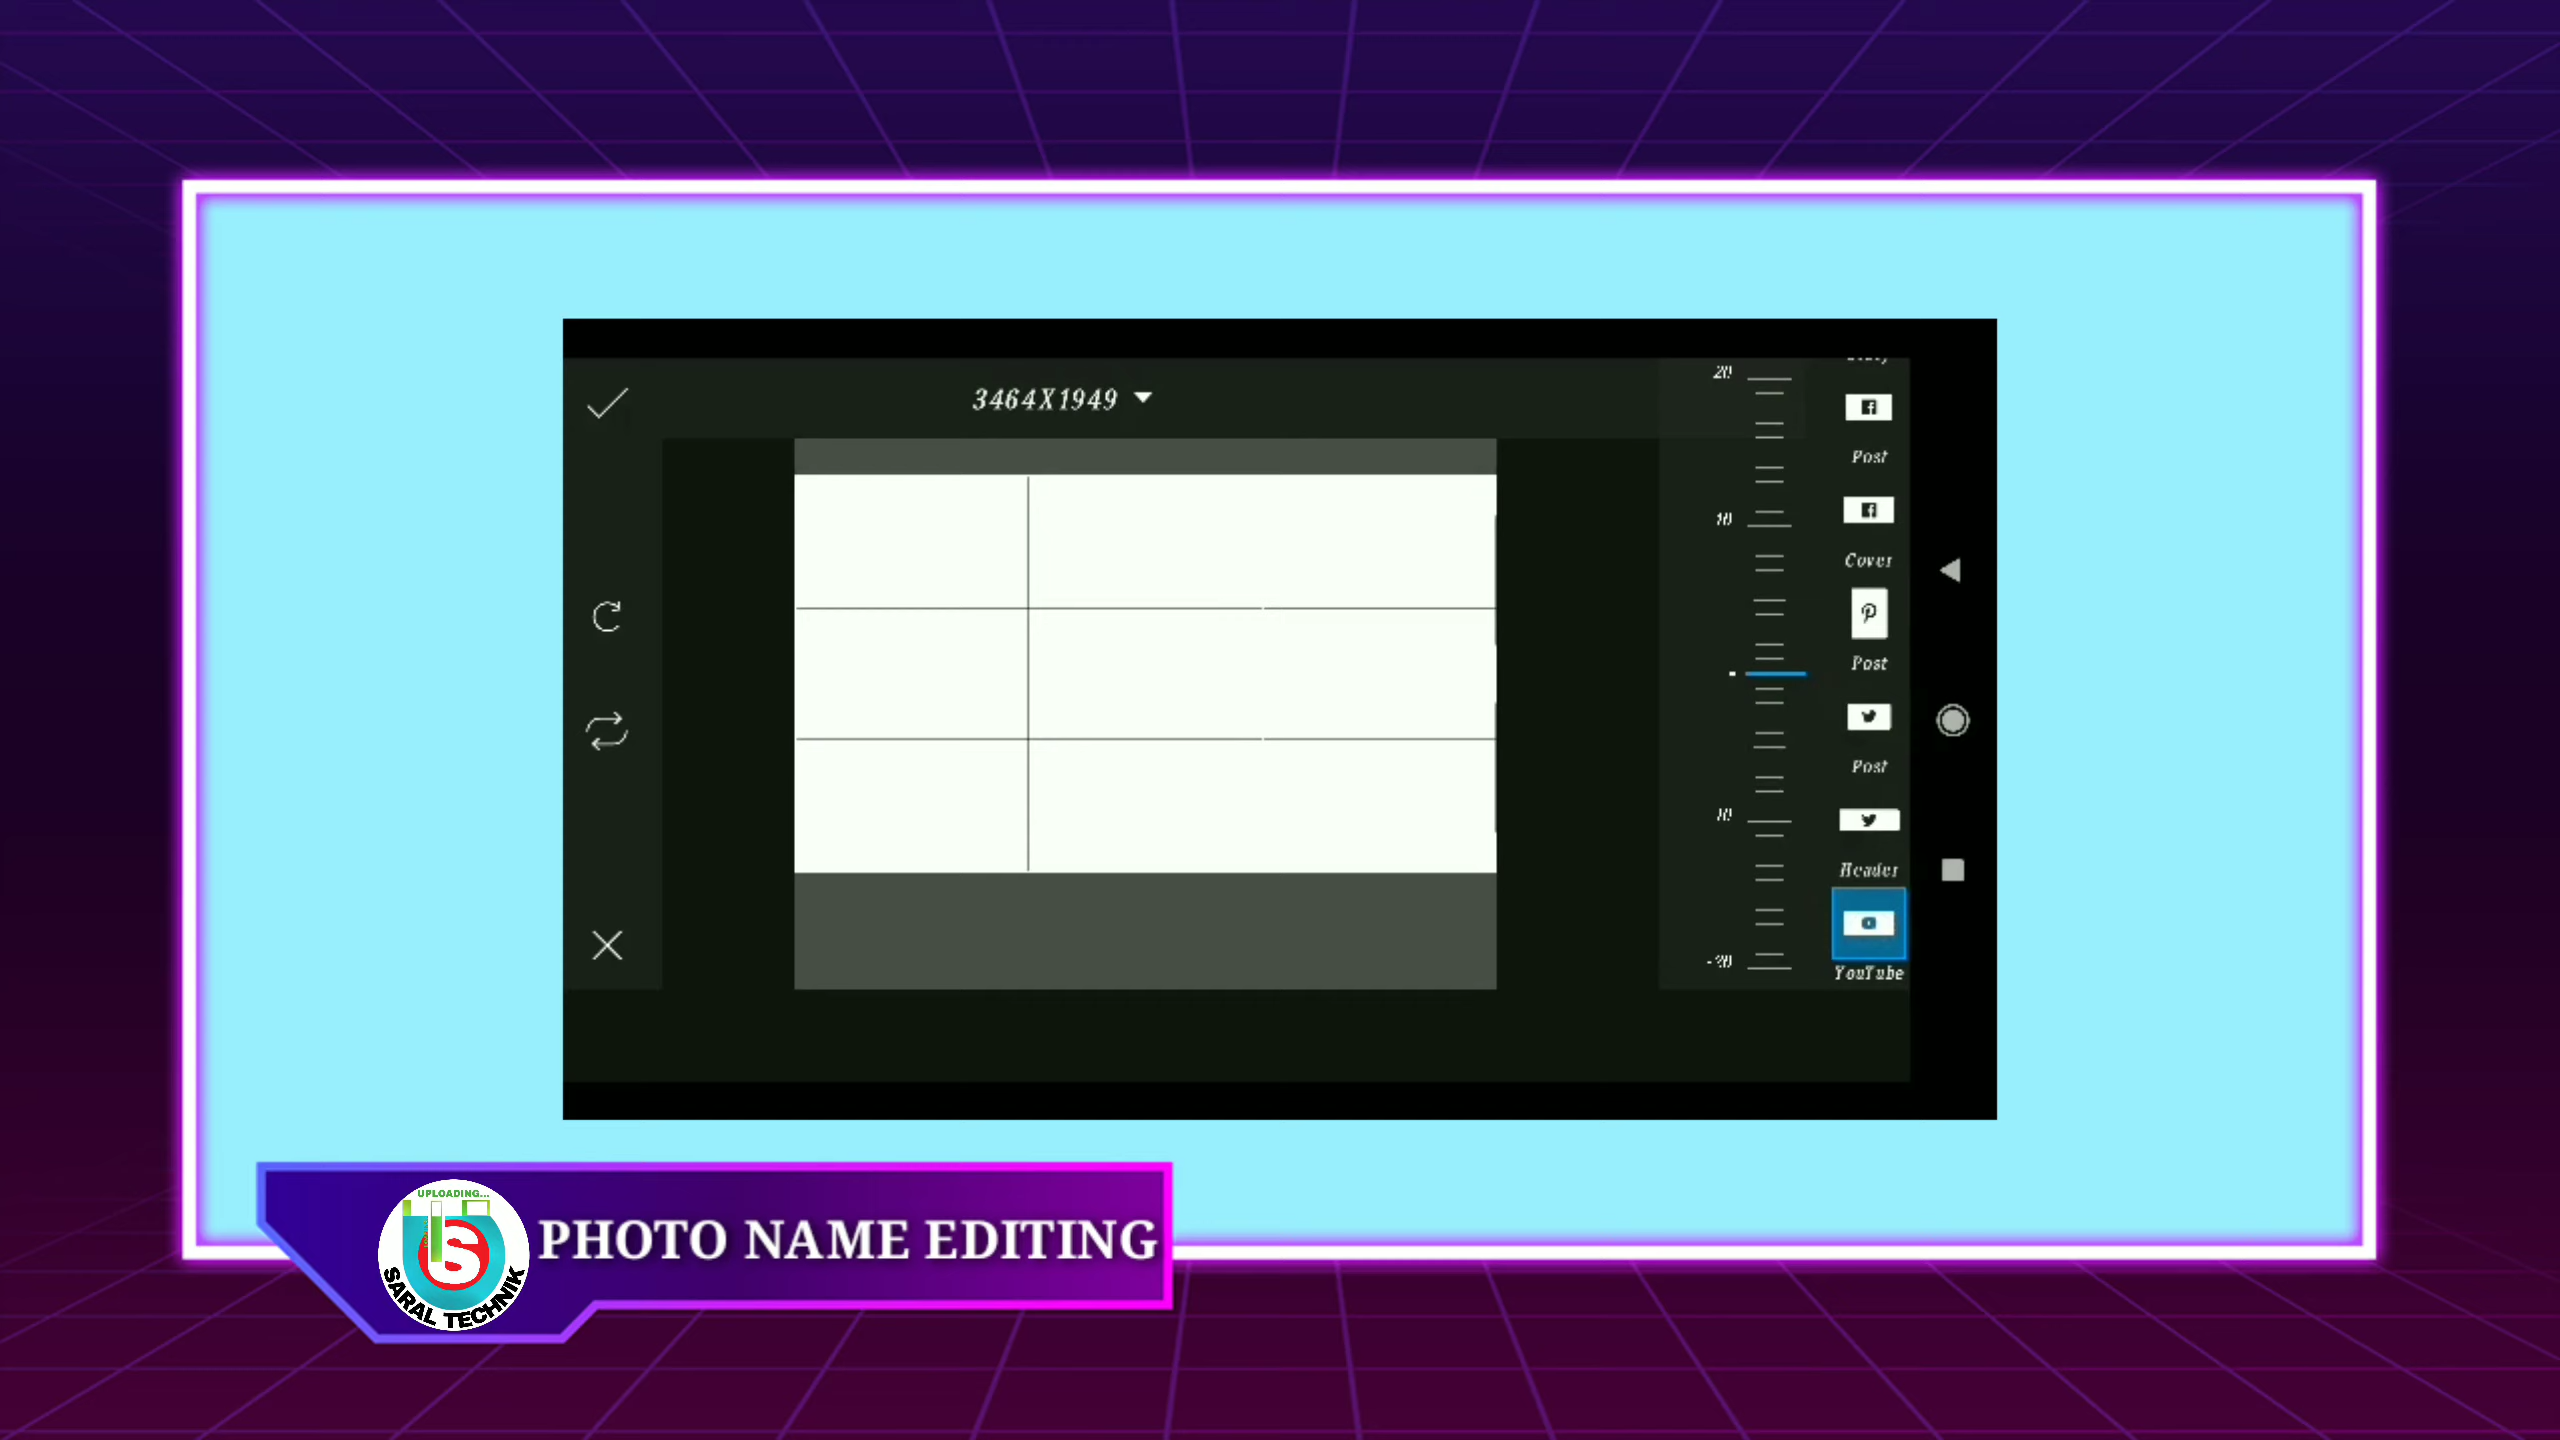 3464X1949
20
10
10
-20
Post
Cover
Post
Post
Header
YouTube
UPLOADING...
SARAL TECHNIK
PHOTO NAME EDITING